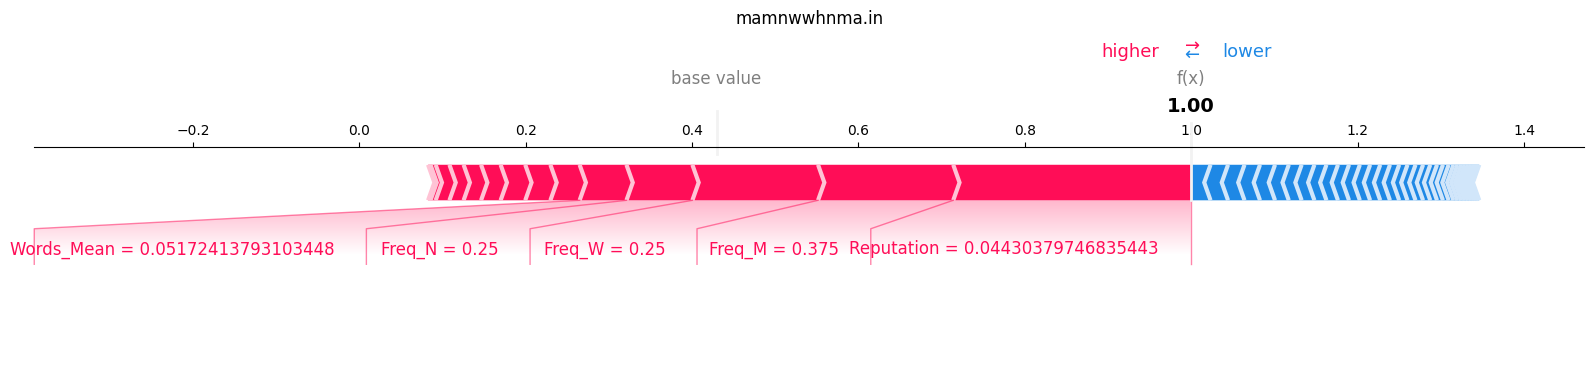 mamnwwhnma.in
higher ⇄ lower
base value f(x)
1.00
−0.2 0.0 0.2 0.4 0.6 0.8 1.0 1.2 1.4
Words_Mean = 0.05172413793103448 Freq_N = 0.25 Freq_W = 0.25 Freq_M = 0.375 Reputation = 0.04430379746835443